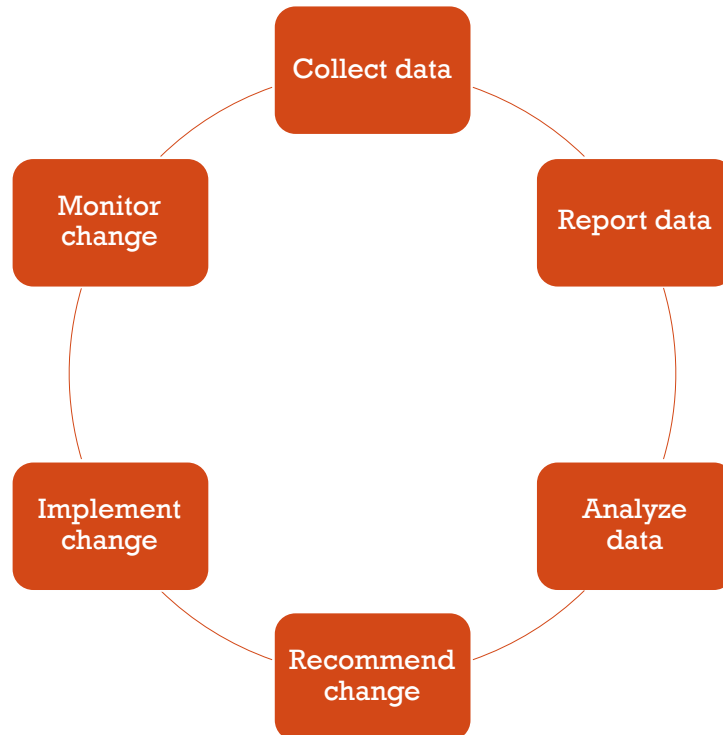 Collect data
Report data
Analyze
data
Recommend
change
Implement
change
Monitor
change